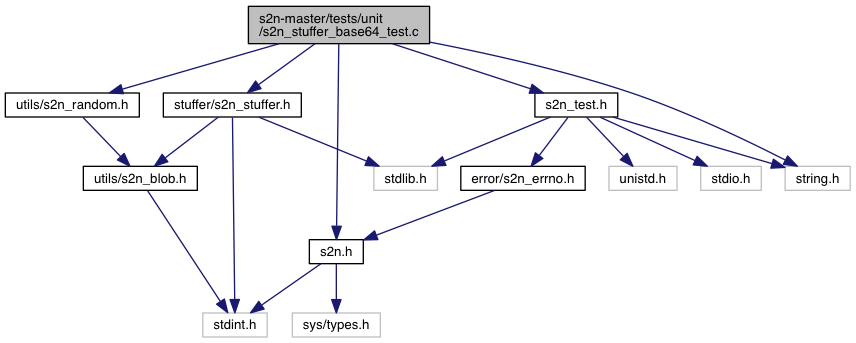 s2n-master/tests/unit
/s2n_stuffer_base64_test.c
utils/s2n_random.h
stuffer/s2n_stuffer.h
s2n_test.h
utils/s2n_blob.h
stdlib.h
error/s2n_errno.h
unistd.h
stdio.h
string.h
s2n.h
stdint.h
sys/types.h